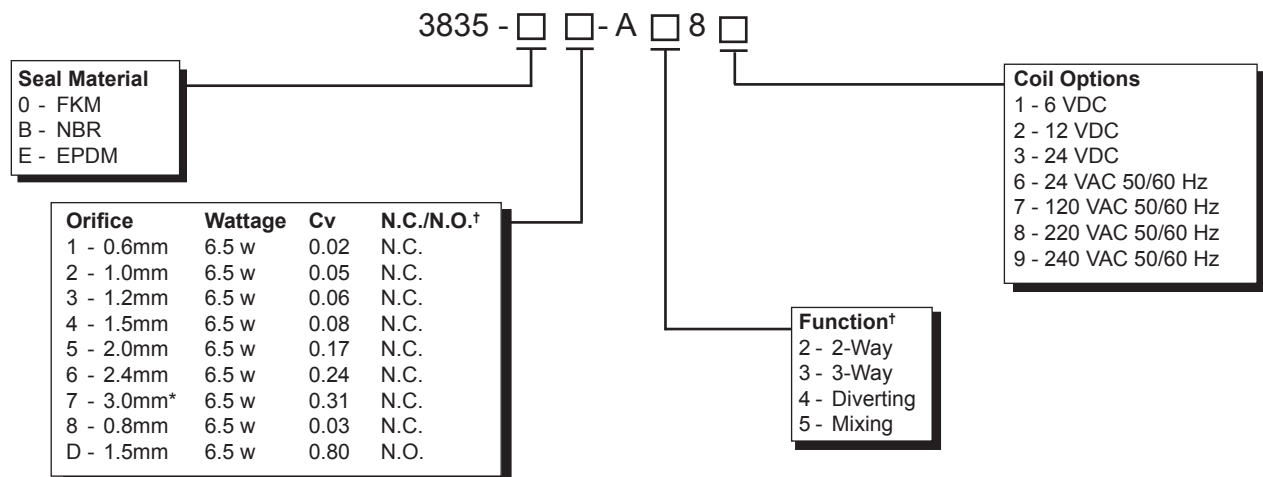 3835 - □ □ - A □ 8 □
Seal Material
0 - FKM
B - NBR
E - EPDM
Orifice Wattage Cv N.C./N.O.†
1 - 0.6mm 6.5 w 0.02 N.C.
2 - 1.0mm 6.5 w 0.05 N.C.
3 - 1.2mm 6.5 w 0.06 N.C.
4 - 1.5mm 6.5 w 0.08 N.C.
5 - 2.0mm 6.5 w 0.17 N.C.
6 - 2.4mm 6.5 w 0.24 N.C.
7 - 3.0mm* 6.5 w 0.31 N.C.
8 - 0.8mm 6.5 w 0.03 N.C.
D - 1.5mm 6.5 w 0.80 N.O.
Function†
2 - 2-Way
3 - 3-Way
4 - Diverting
5 - Mixing
Coil Options
1 - 6 VDC
2 - 12 VDC
3 - 24 VDC
6 - 24 VAC 50/60 Hz
7 - 120 VAC 50/60 Hz
8 - 220 VAC 50/60 Hz
9 - 240 VAC 50/60 Hz